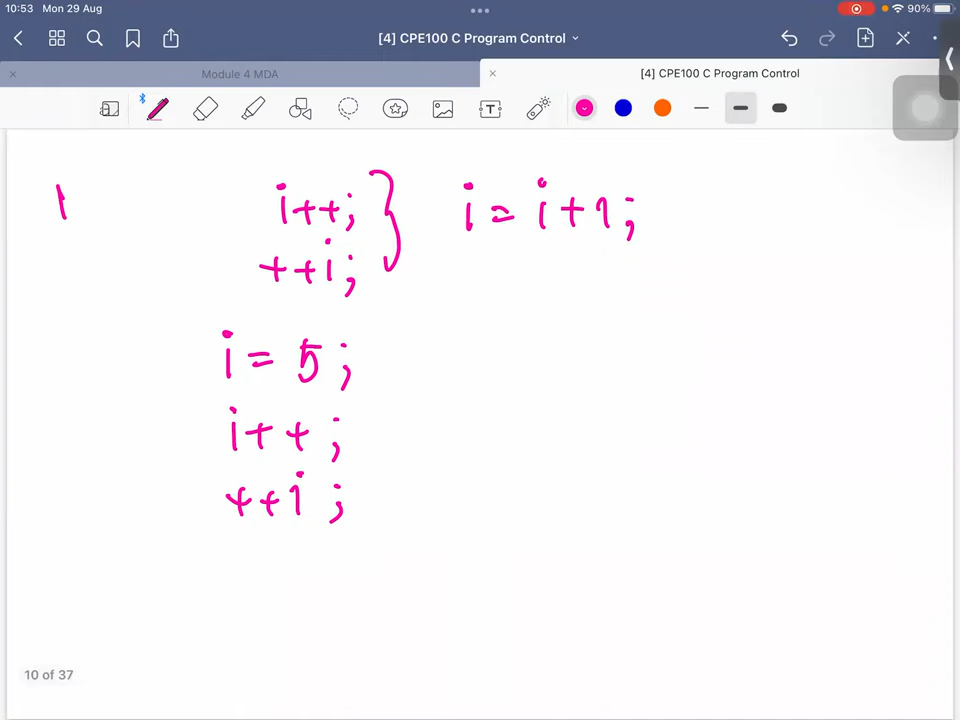 10:53 Mon 29 Aug
90%
[4] CPE100 C Program Control
Module 4 MDA
[4] CPE100 C Program Control
T
i++;
i = i+1;
++i;
i = 5;
i++;
++i;
10 of 37